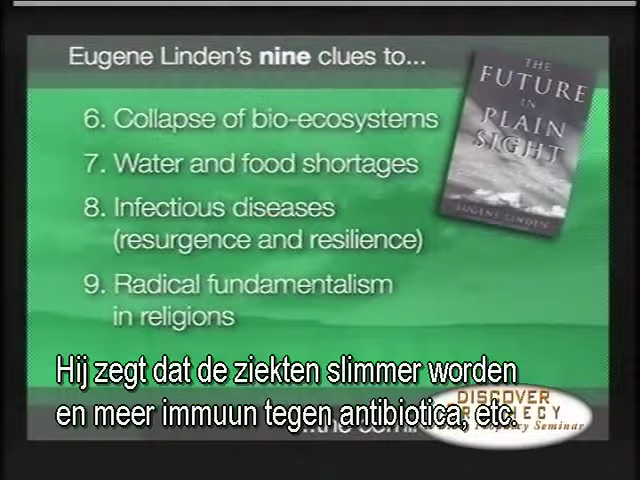 Eugene Linden's nine clues to...
THE
FUTURE
IN
PLAIN
SIGHT
EUGENE LINDEN
6. Collapse of bio-ecosystems
7. Water and food shortages
8. Infectious diseases
(resurgence and resilience)
9. Radical fundamentalism
in religions
Hij zegt dat de ziekten slimmer worden
en meer immuun tegen antibiotica, etc.
DISCOVER
Seminar